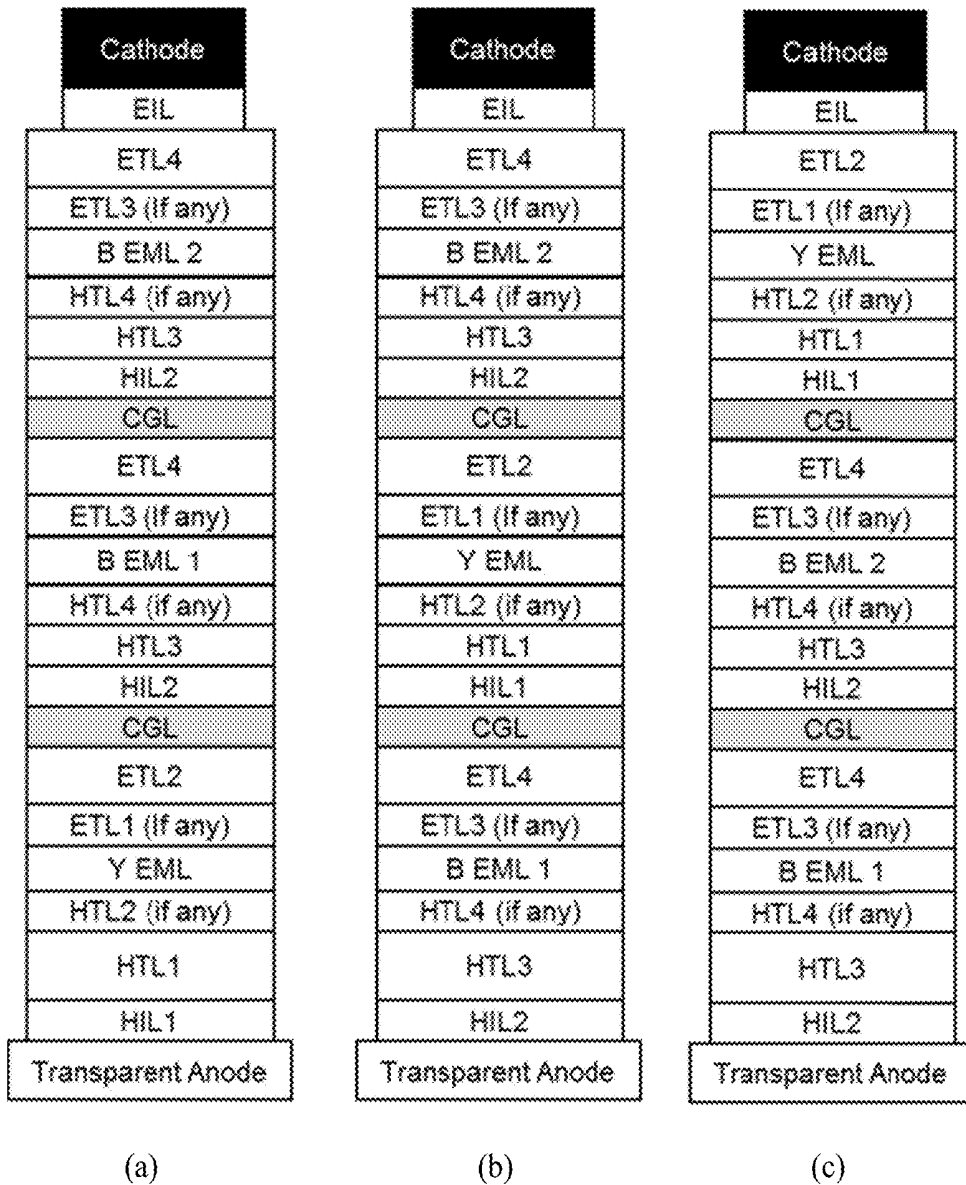 Cathode
EIL
ETL4
ETL3 (If any)
B EML 2
HTL4 (if any)
HTL3
HIL2
CGL
ETL4
ETL3 (If any)
B EML 1
HTL4 (if any)
HTL3
HIL2
CGL
ETL2
ETL1 (If any)
Y EML
HTL2 (if any)
HTL1
HIL1
Transparent Anode
(a)
Cathode
EIL
ETL4
ETL3 (If any)
B EML 2
HTL4 (if any)
HTL3
HIL2
CGL
ETL2
ETL1 (If any)
Y EML
HTL2 (if any)
HTL1
HIL1
CGL
ETL4
ETL3 (If any)
B EML 1
HTL4 (if any)
HTL3
HIL2
Transparent Anode
(b)
Cathode
EIL
ETL2
ETL1 (If any)
Y EML
HTL2 (if any)
HTL1
HIL1
CGL
ETL4
ETL3 (If any)
B EML 2
HTL4 (if any)
HTL3
HIL2
CGL
ETL4
ETL3 (If any)
B EML 1
HTL4 (if any)
HTL3
HIL2
Transparent Anode
(c)